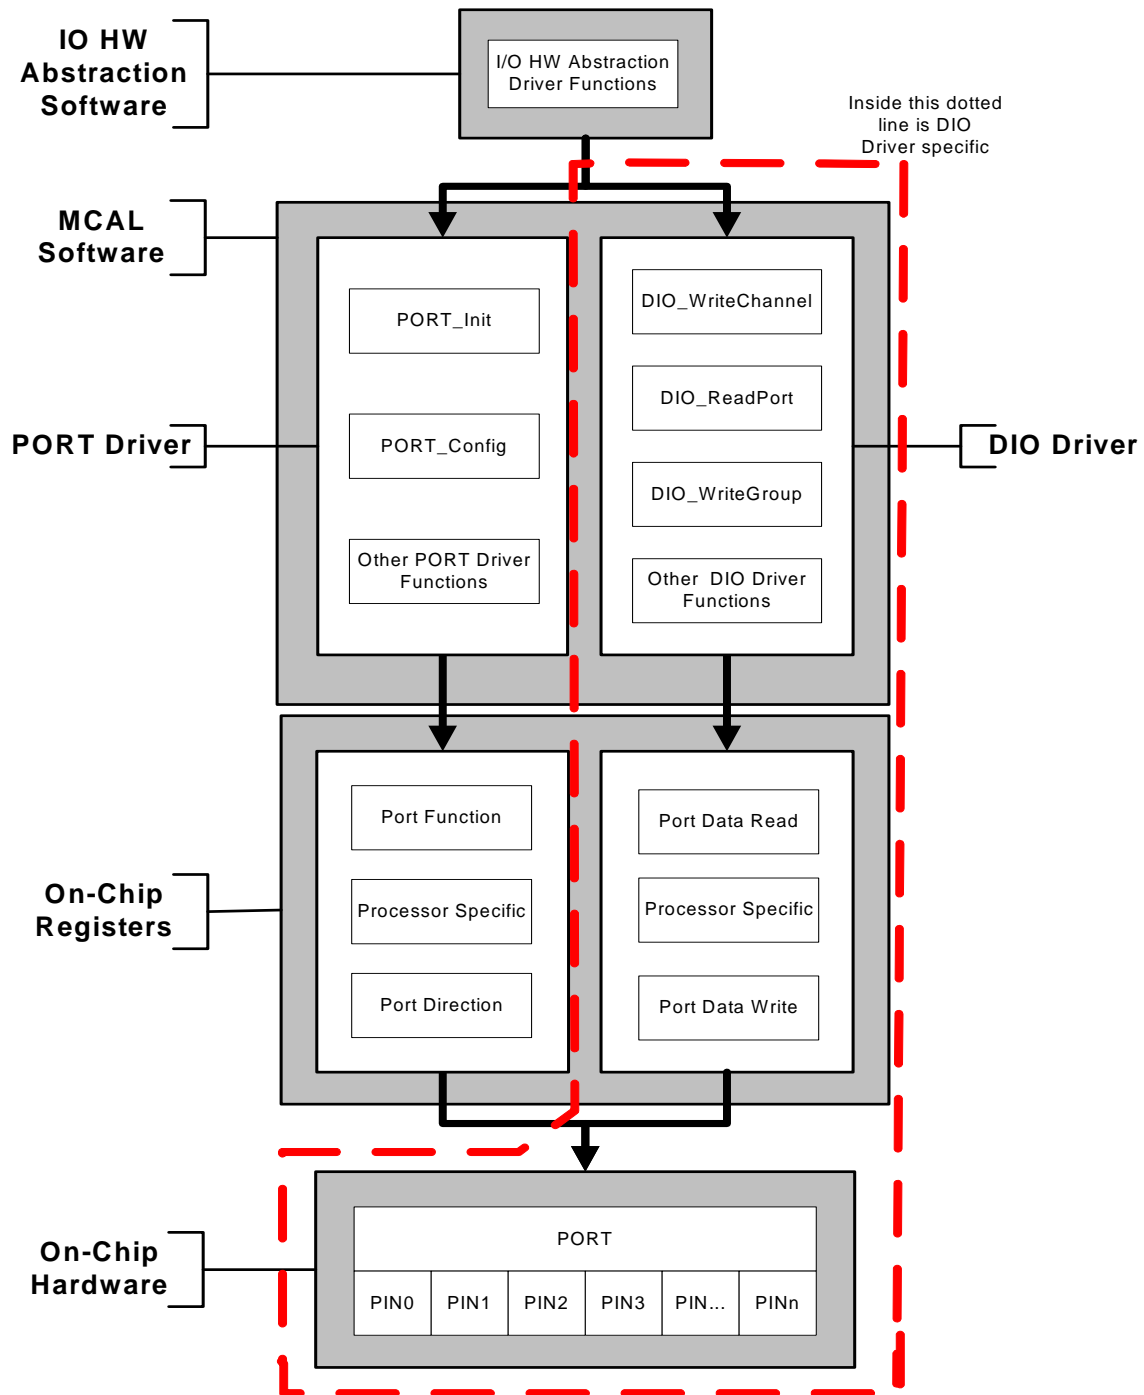 IO HW
Abstraction
Software
I/O HW Abstraction
Driver Functions
Inside this dotted
line is DIO
Driver specific
MCAL
Software
PORT_Init
DIO_WriteChannel
DIO_ReadPort
PORT Driver
PORT_Config
DIO Driver
DIO_WriteGroup
Other PORT Driver
Functions
Other DIO Driver
Functions
Port Function
Port Data Read
On-Chip
Registers
Processor Specific
Processor Specific
Port Direction
Port Data Write
On-Chip
Hardware
PORT
PIN0 PIN1 PIN2 PIN3 PIN... PINn